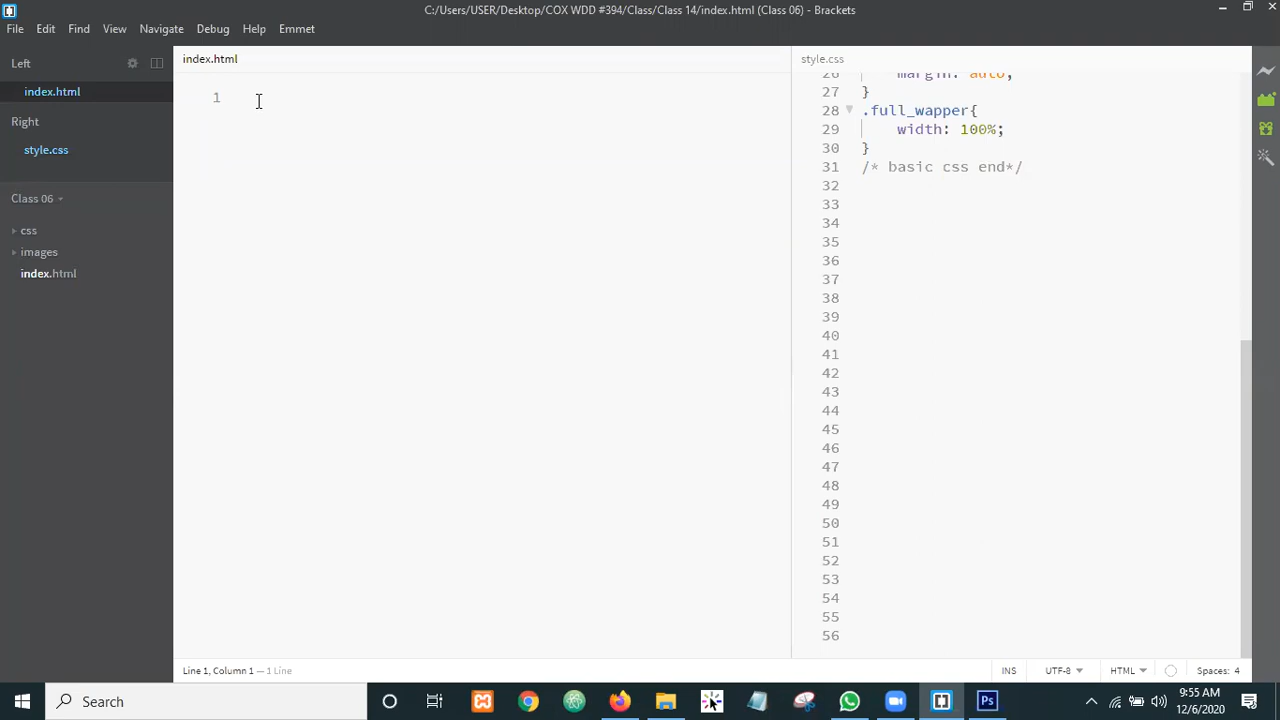 C:/Users/USER/Desktop/COX WDD #394/Class/Class 14/index.html (Class 06) - Brackets
File Edit Find View Navigate Debug Help Emmet
Left
index.html
Right
style.css
Class 06
css
images
index.html
index.html
1
style.css
26 margin: auto;
27 }
28 .full_wapper{
29 width: 100%;
30 }
31 /* basic css end*/
32
33
34
35
36
37
38
39
40
41
42
43
44
45
46
47
48
49
50
51
52
53
54
55
56
Line 1, Column 1 — 1 Line
INS UTF-8 HTML Spaces: 4
Search
9:55 AM
12/6/2020